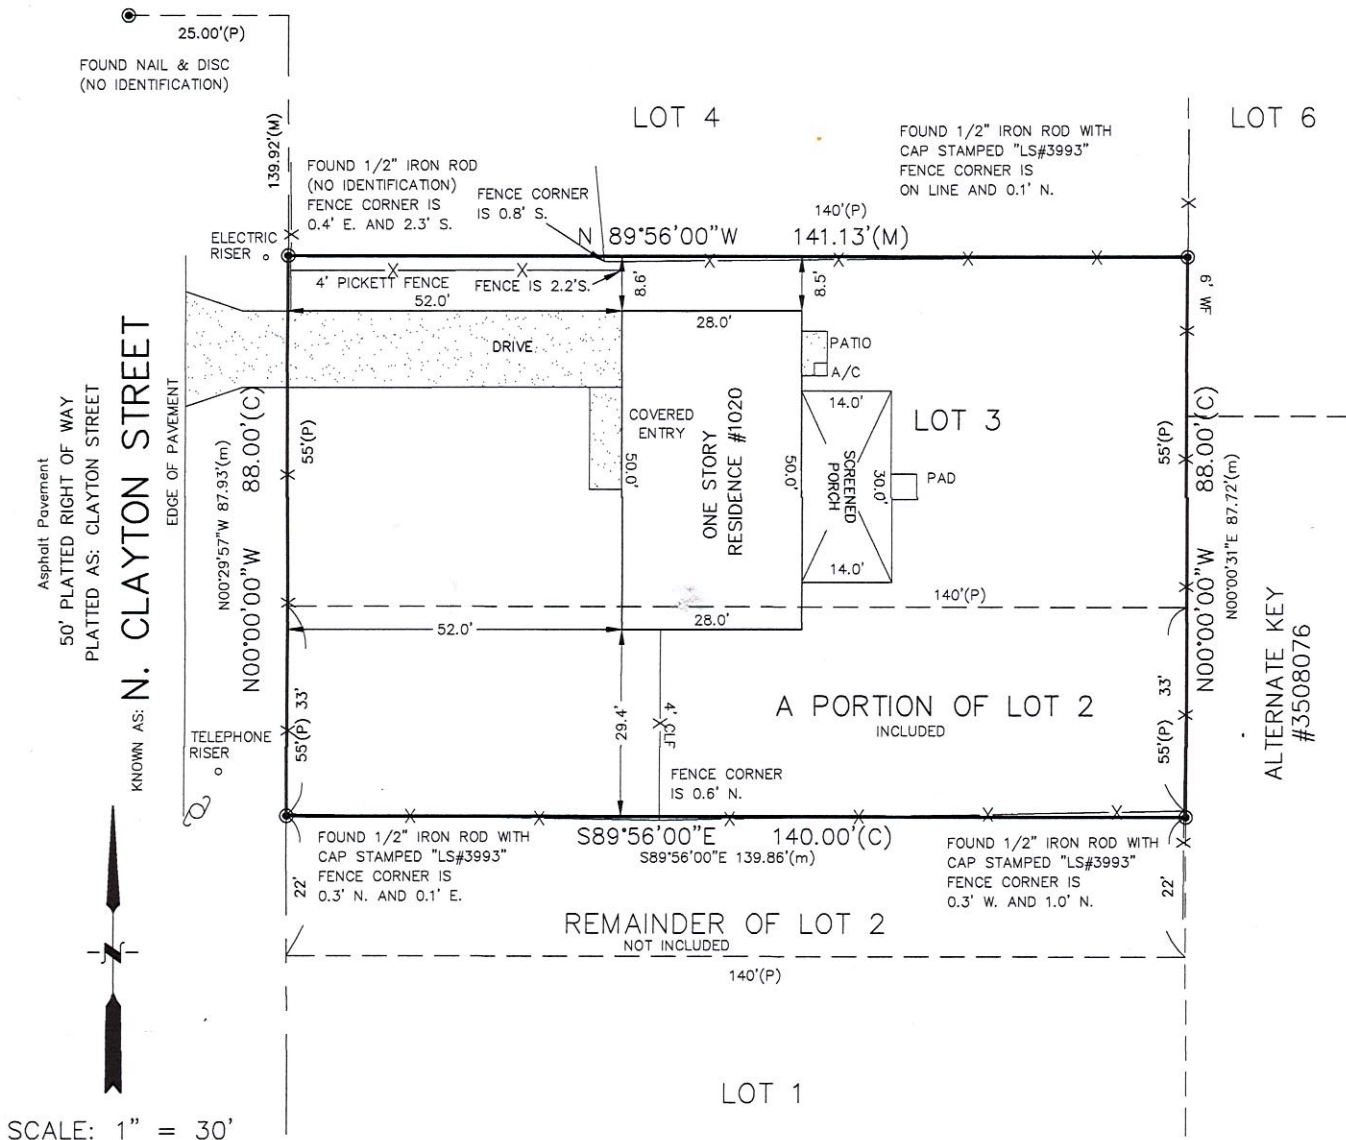 25.00'(P)
FOUND NAIL & DISC
(NO IDENTIFICATION)
139.92'(M)
LOT 4
LOT 6
FOUND 1/2" IRON ROD
(NO IDENTIFICATION)
FENCE CORNER IS
0.4' E. AND 2.3' S.
FENCE CORNER
IS 0.8' S.
FOUND 1/2" IRON ROD WITH
CAP STAMPED "LS#3993"
FENCE CORNER IS
ON LINE AND 0.1' N.
140'(P)
N 89°56'00"W 141.13'(M)
ELECTRIC
RISER
4' PICKETT FENCE
FENCE IS 2.2'S.
52.0'
8.6'
8.5'
6' WF
28.0'
DRIVE
PATIO
A/C
COVERED
ENTRY
50.0'
ONE STORY
RESIDENCE #1020
50.0'
14.0'
SCREENED
PORCH
30.0'
14.0'
PAD
LOT 3
Asphalt Pavement
50' PLATTED RIGHT OF WAY
PLATTED AS: CLAYTON STREET
KNOWN AS: N. CLAYTON STREET
EDGE OF PAVEMENT
N00°29'57"W 87.93'(m)
N00°00'00"W 88.00'(C)
55'(P)
55'(P)
N00°00'00"W 88.00'(C)
N00°00'31"E 87.72'(m)
ALTERNATE KEY
#3508076
140'(P)
28.0'
52.0'
29.4'
4' CLF
A PORTION OF LOT 2
INCLUDED
33'
55'(P)
33'
55'(P)
TELEPHONE
RISER
FENCE CORNER
IS 0.6' N.
S89°56'00"E 140.00'(C)
S89°56'00"E 139.86'(m)
FOUND 1/2" IRON ROD WITH
CAP STAMPED "LS#3993"
FENCE CORNER IS
0.3' N. AND 0.1' E.
FOUND 1/2" IRON ROD WITH
CAP STAMPED "LS#3993"
FENCE CORNER IS
0.3' W. AND 1.0' N.
22'
22'
REMAINDER OF LOT 2
NOT INCLUDED
140'(P)
N
LOT 1
SCALE: 1" = 30'